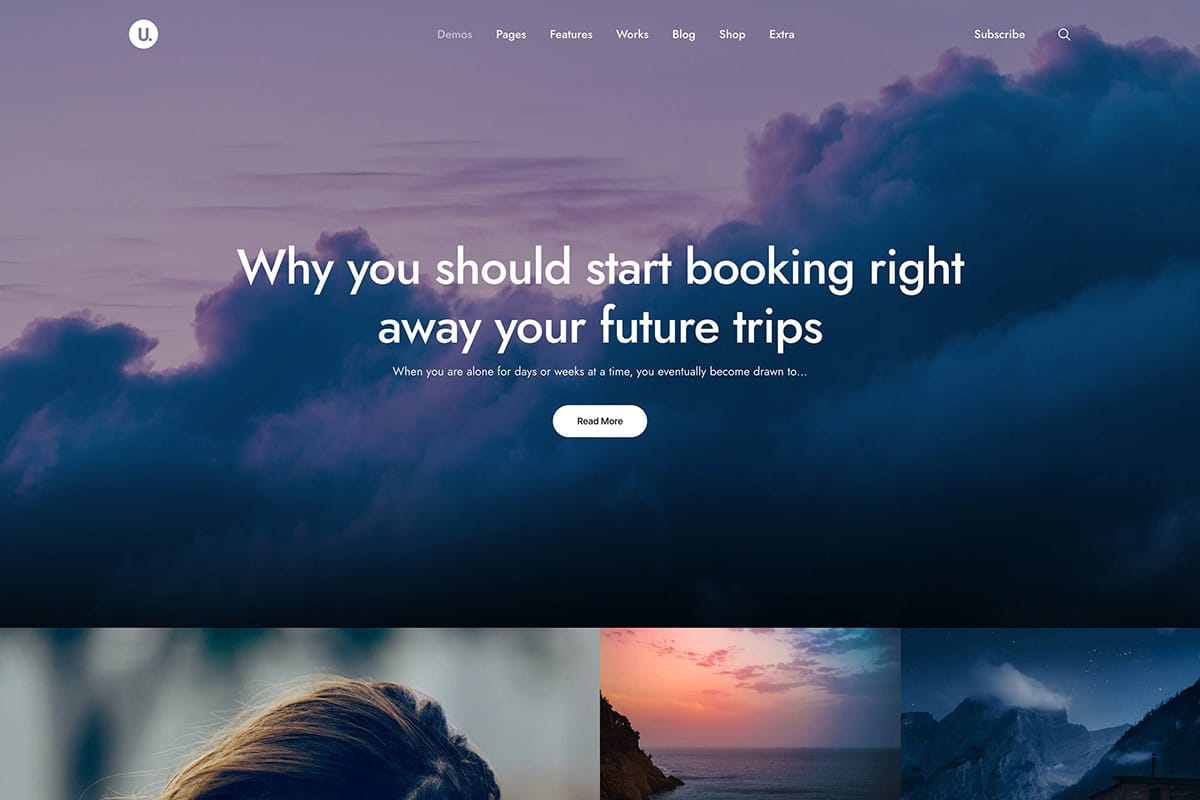 U.
Demos Pages Features Works Blog Shop Extra
Subscribe
Why you should start booking right
away your future trips
When you are alone for days or weeks at a time, you eventually become drawn to...
Read More